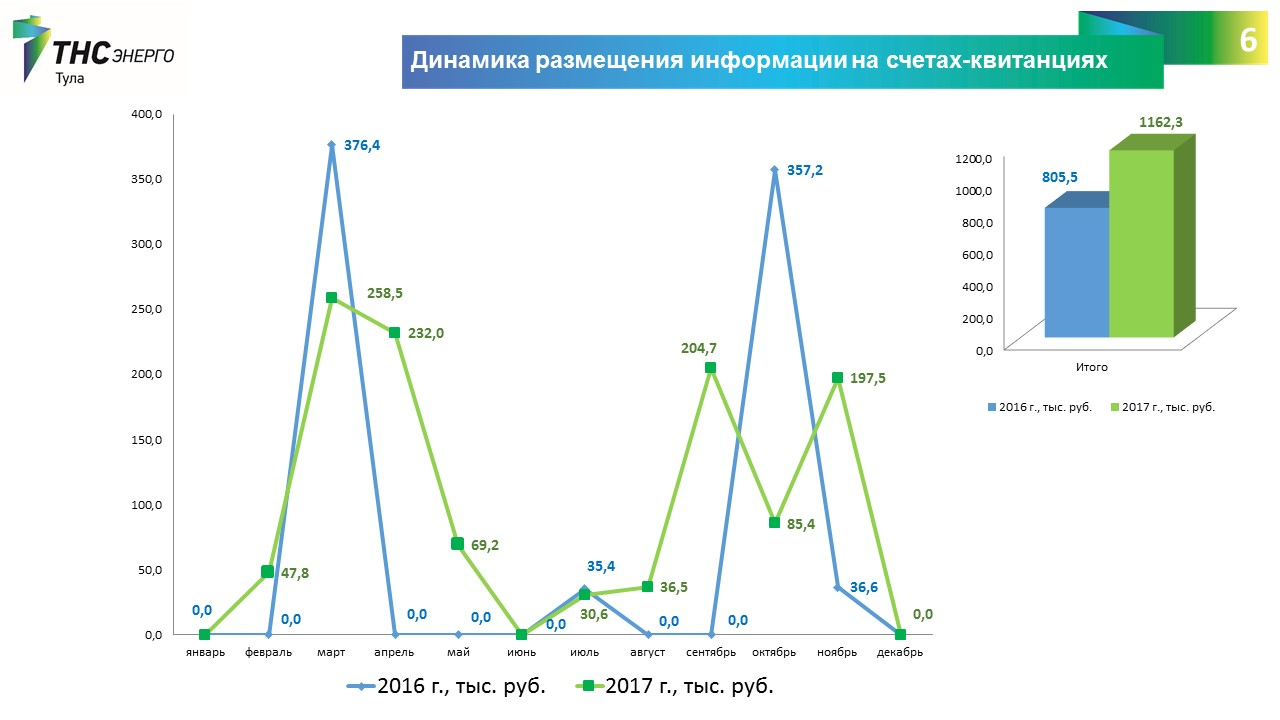 ТНС ЭНЕРГО
Тула
Динамика размещения информации на счетах-квитанциях
6
400,0
350,0
300,0
250,0
200,0
150,0
100,0
50,0
0,0
376,4
357,2
258,5
232,0
204,7
197,5
85,4
69,2
47,8
35,4
36,5
36,6
30,6
0,0
0,0
0,0
0,0
0,0
0,0
0,0
0,0
январь
февраль
март
апрель
май
июнь
июль
август
сентябрь
октябрь
ноябрь
декабрь
2016 г., тыс. руб.
2017 г., тыс. руб.
1162,3
805,5
1200,0
1000,0
800,0
600,0
400,0
200,0
0,0
Итого
2016 г., тыс. руб.
2017 г., тыс. руб.